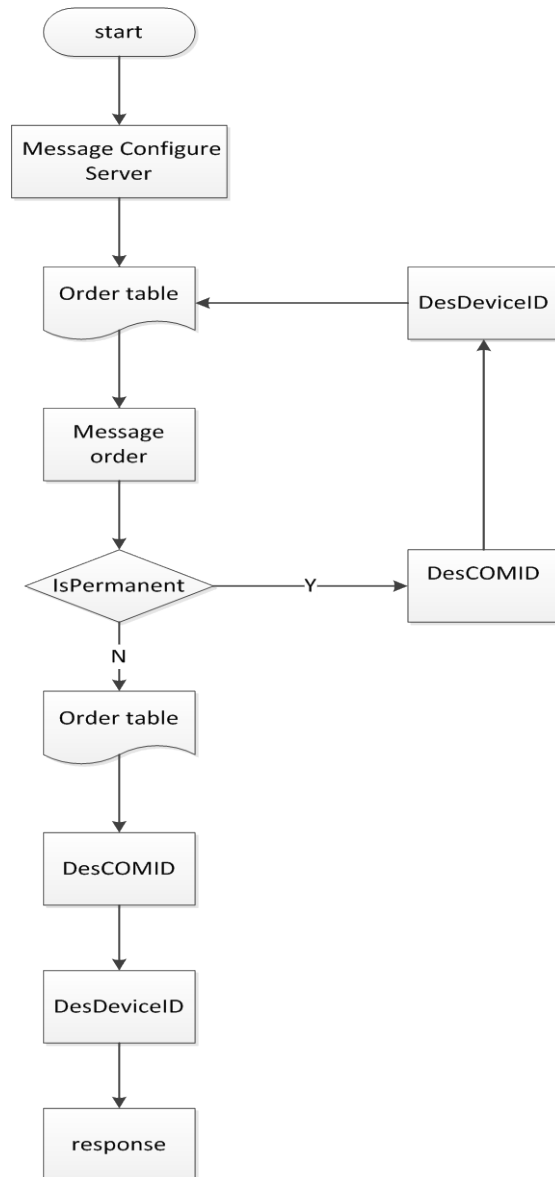 start
Message Configure
Server
Order table
DesDeviceID
Message
order
IsPermanent
Y
DesCOMID
N
Order table
DesCOMID
DesDeviceID
response